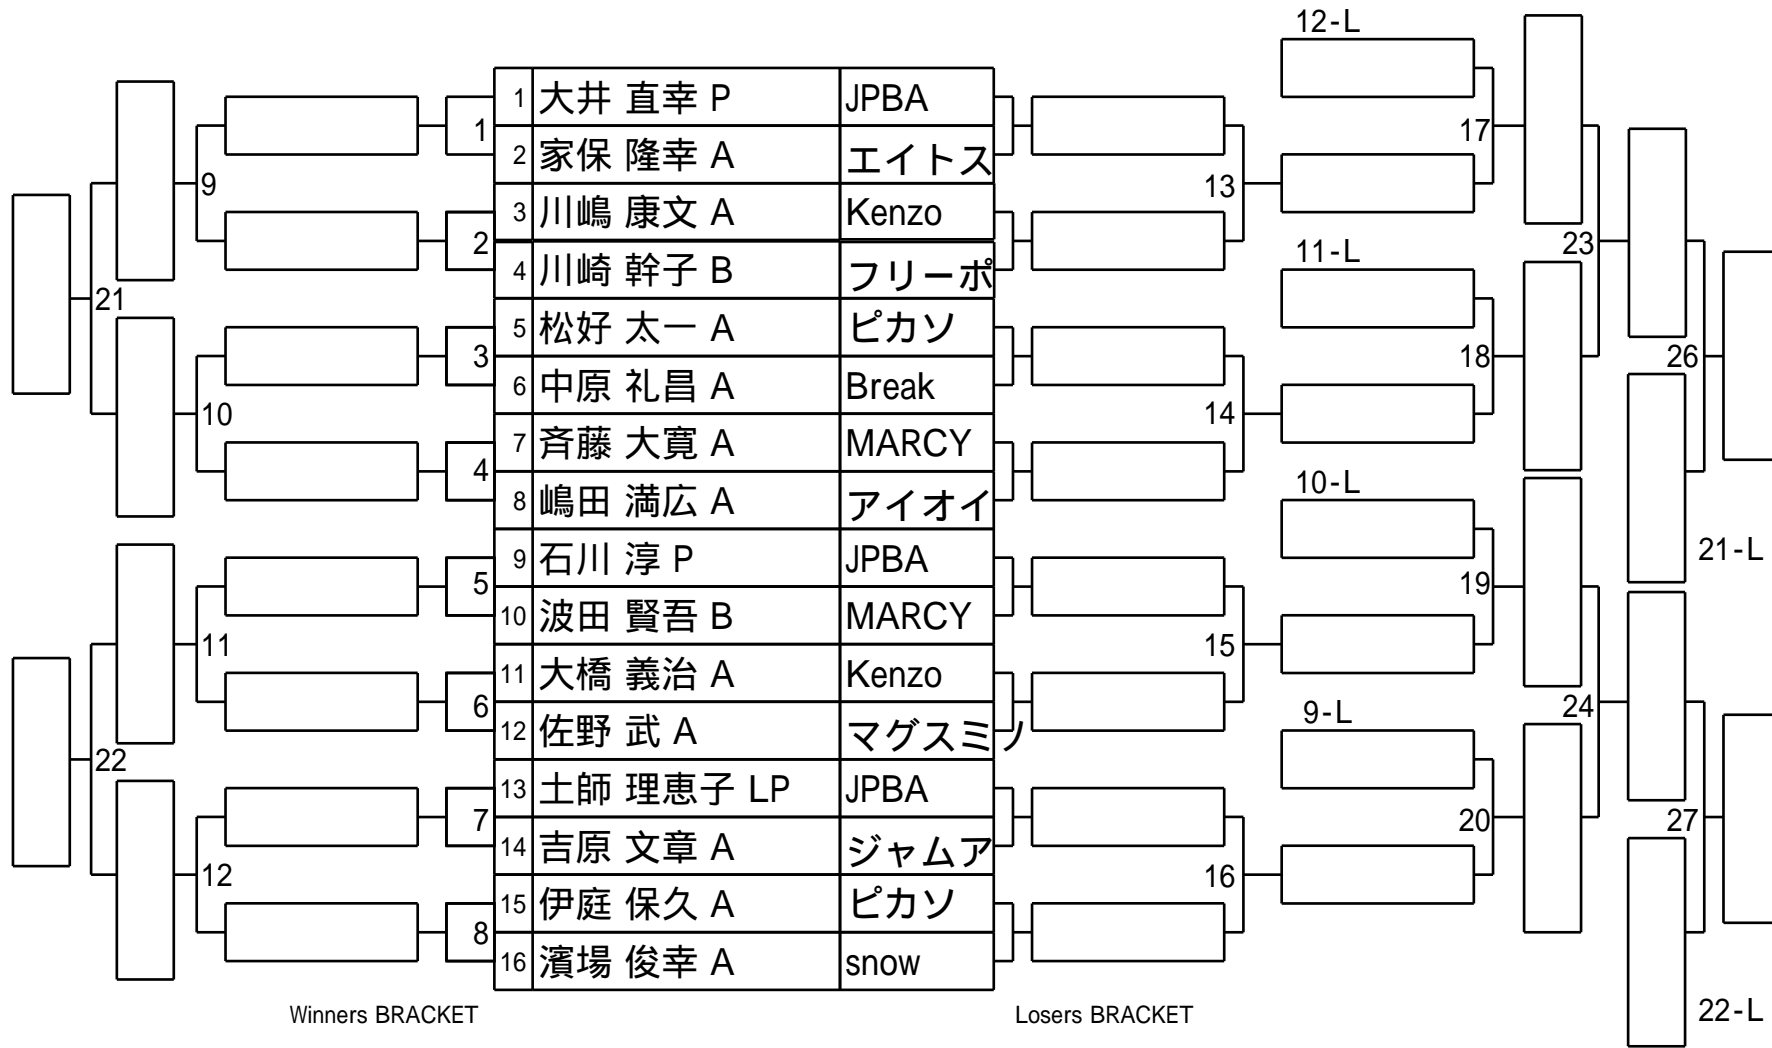 12-L
1 大井 直幸 P JPBA
1
17
2 家保 隆幸 A エイトス
9
13
3 川嶋 康文 A Kenzo
2
23
11-L
4 川崎 幹子 B フリーポ
21
5 松好 太一 A ピカソ
3
18
26
6 中原 礼昌 A Break
10
14
7 斉藤 大寛 A MARCY
4
10-L
8 嶋田 満広 A アイオイ
9 石川 淳 P JPBA
21-L
5
19
10 波田 賢吾 B MARCY
11
15
11 大橋 義治 A Kenzo
6
24
9-L
12 佐野 武 A マグスミノ
22
13 土師 理恵子 LP JPBA
7
20
27
14 吉原 文章 A ジャムア
12
16
15 伊庭 保久 A ピカソ
8
16 濱場 俊幸 A snow
22-L
Winners BRACKET
Losers BRACKET